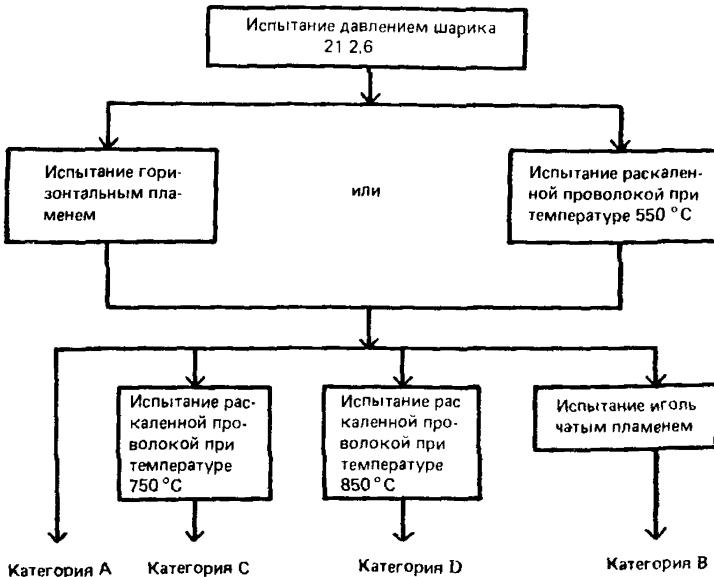 Испытание давлением шарика
21 2,6
Испытание гори-
зонтальным пла-
менем
или
Испытание раскален-
ной проволокой при
температуре 550 °С
Испытание рас-
каленной про-
волокой при
температуре
750 °С
Испытание рас
каленной про-
волокой при
температуре
850 °С
Испытание иголь
чатым пламенем
Категория А
Категория С
Категория D
Категория В